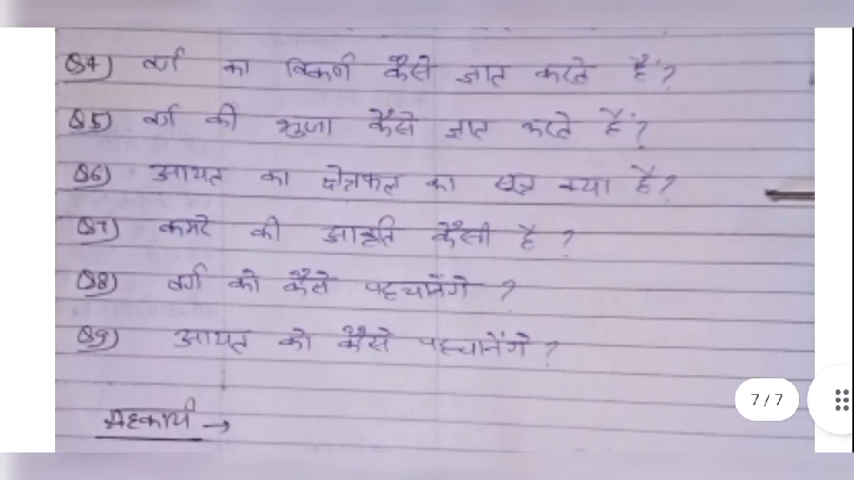 Q4) वर्ग का विकर्ण कैसे ज्ञात करते हैं?
Q5) वर्ग की भुजा कैसे ज्ञात करते हैं?
Q6) आयत का क्षेत्रफल का सूत्र क्या है?
Q7) कमरे की आकृति कैसी है?
Q8) वर्ग को कैसे पहचानेंगे?
Q9) आयत को कैसे पहचानेंगे?
7 / 7
गृहकार्य →